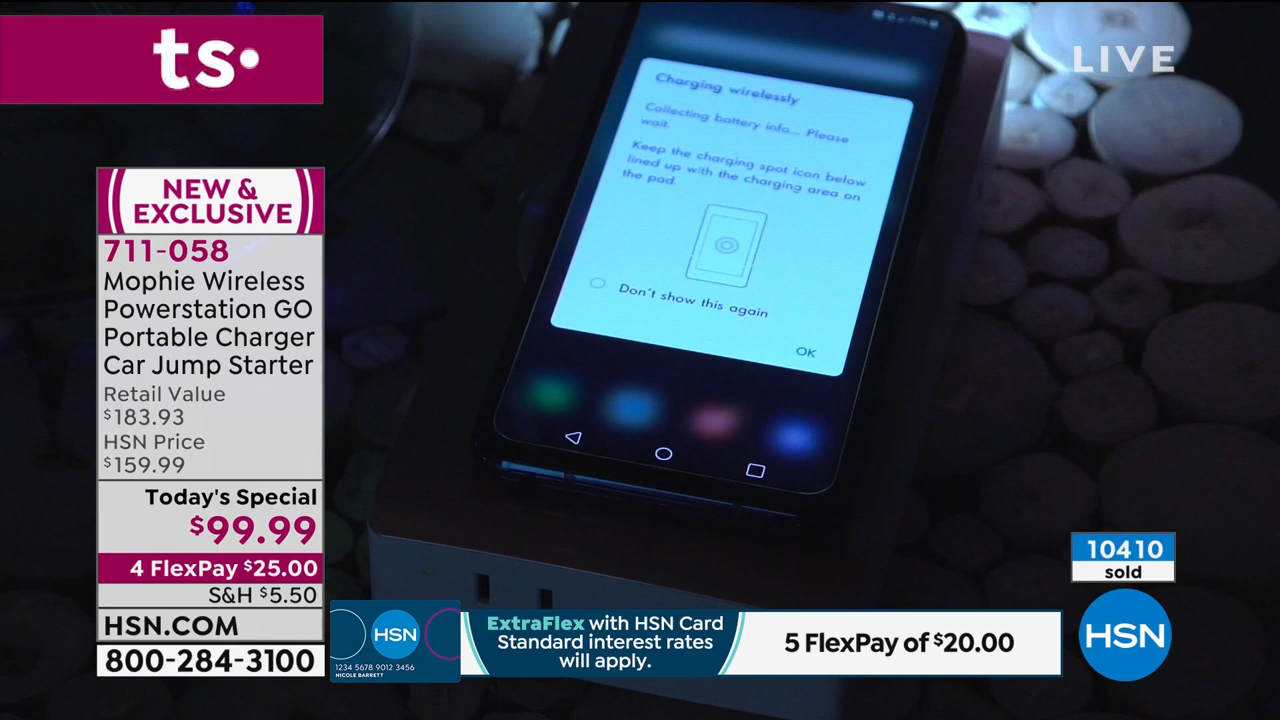 ts.
LIVE
NEW &
EXCLUSIVE
711-058
Mophie Wireless
Powerstation GO
Portable Charger
Car Jump Starter
Retail Value
$183.93
HSN Price
$159.99
Today's Special
$99.99
4 FlexPay $25.00
S&H $5.50
HSN.COM
800-284-3100
Charging wirelessly
Collecting battery info... Please
wait.
Keep the charging spot icon below
lined up with the charging area on
the pad.
Don't show this again
OK
HSN
1234 5678 9012 3456
NICOLE BARRETT
ExtraFlex with HSN Card
Standard interest rates
will apply.
5 FlexPay of $20.00
10410
sold
HSN